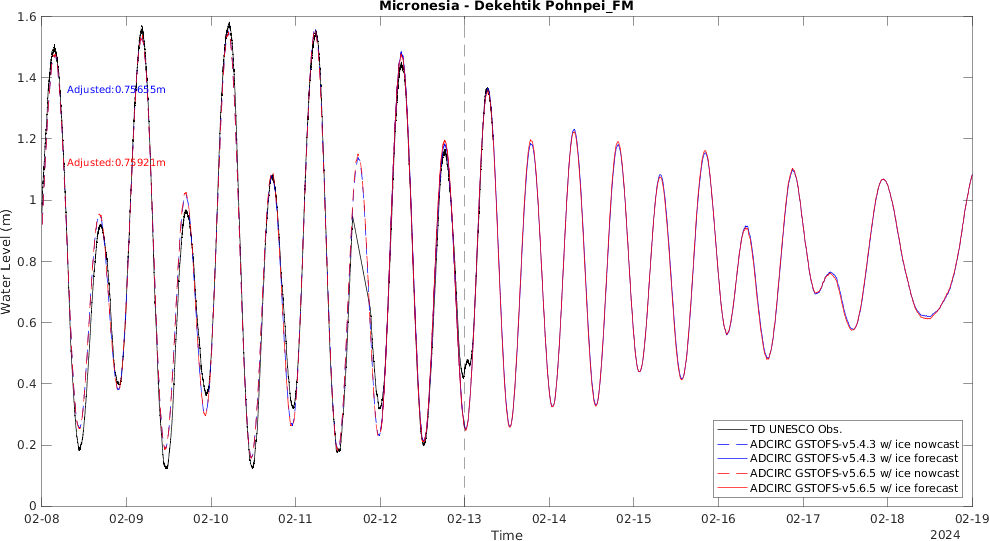 Micronesia - Dekehtik Pohnpei_FM
Water Level (m)
1.6
1.4
1.2
1
0.8
0.6
0.4
0.2
0
Adjusted:0.75655m
Adjusted:0.75921m
TD UNESCO Obs.
ADCIRC GSTOFS-v5.4.3 w/ ice nowcast
ADCIRC GSTOFS-v5.4.3 w/ ice forecast
ADCIRC GSTOFS-v5.6.5 w/ ice nowcast
ADCIRC GSTOFS-v5.6.5 w/ ice forecast
02-08 02-09 02-10 02-11 02-12 02-13 02-14 02-15 02-16 02-17 02-18 02-19
Time
2024